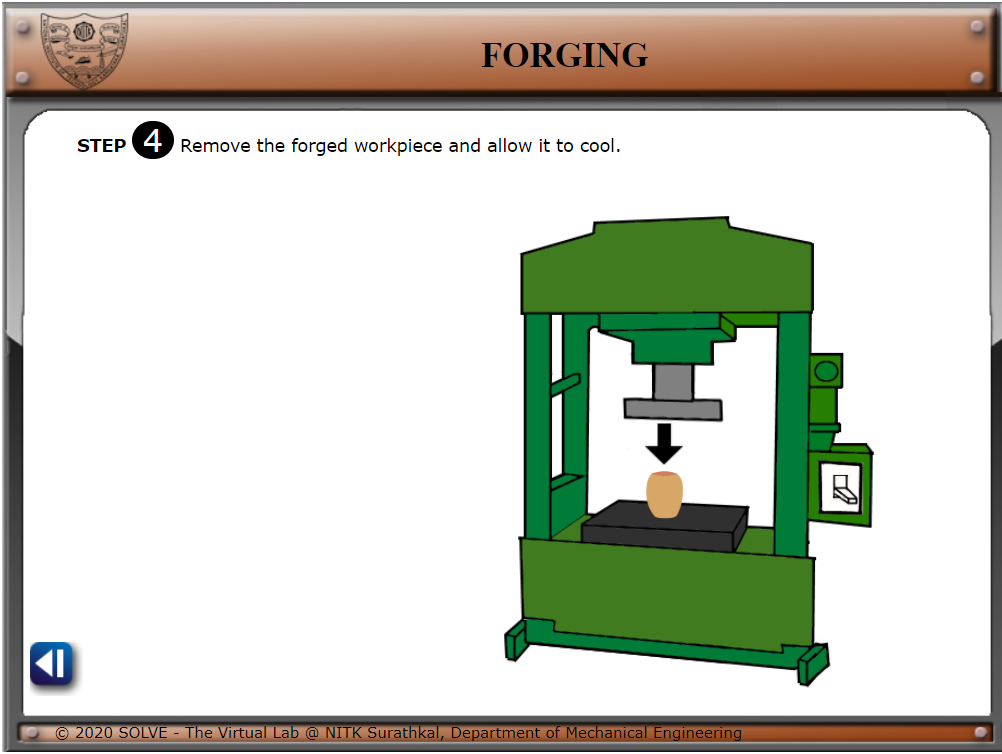 FORGING
STEP 4 Remove the forged workpiece and allow it to cool.
© 2020 SOLVE - The Virtual Lab @ NITK Surathkal, Department of Mechanical Engineering